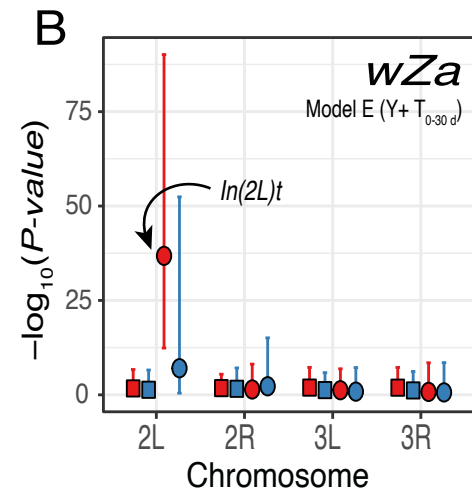 B
wZa
Model E (Y+ T0-30 d)
In(2L)t
−log10(P-value)
75
50
25
0
2L 2R 3L 3R
Chromosome